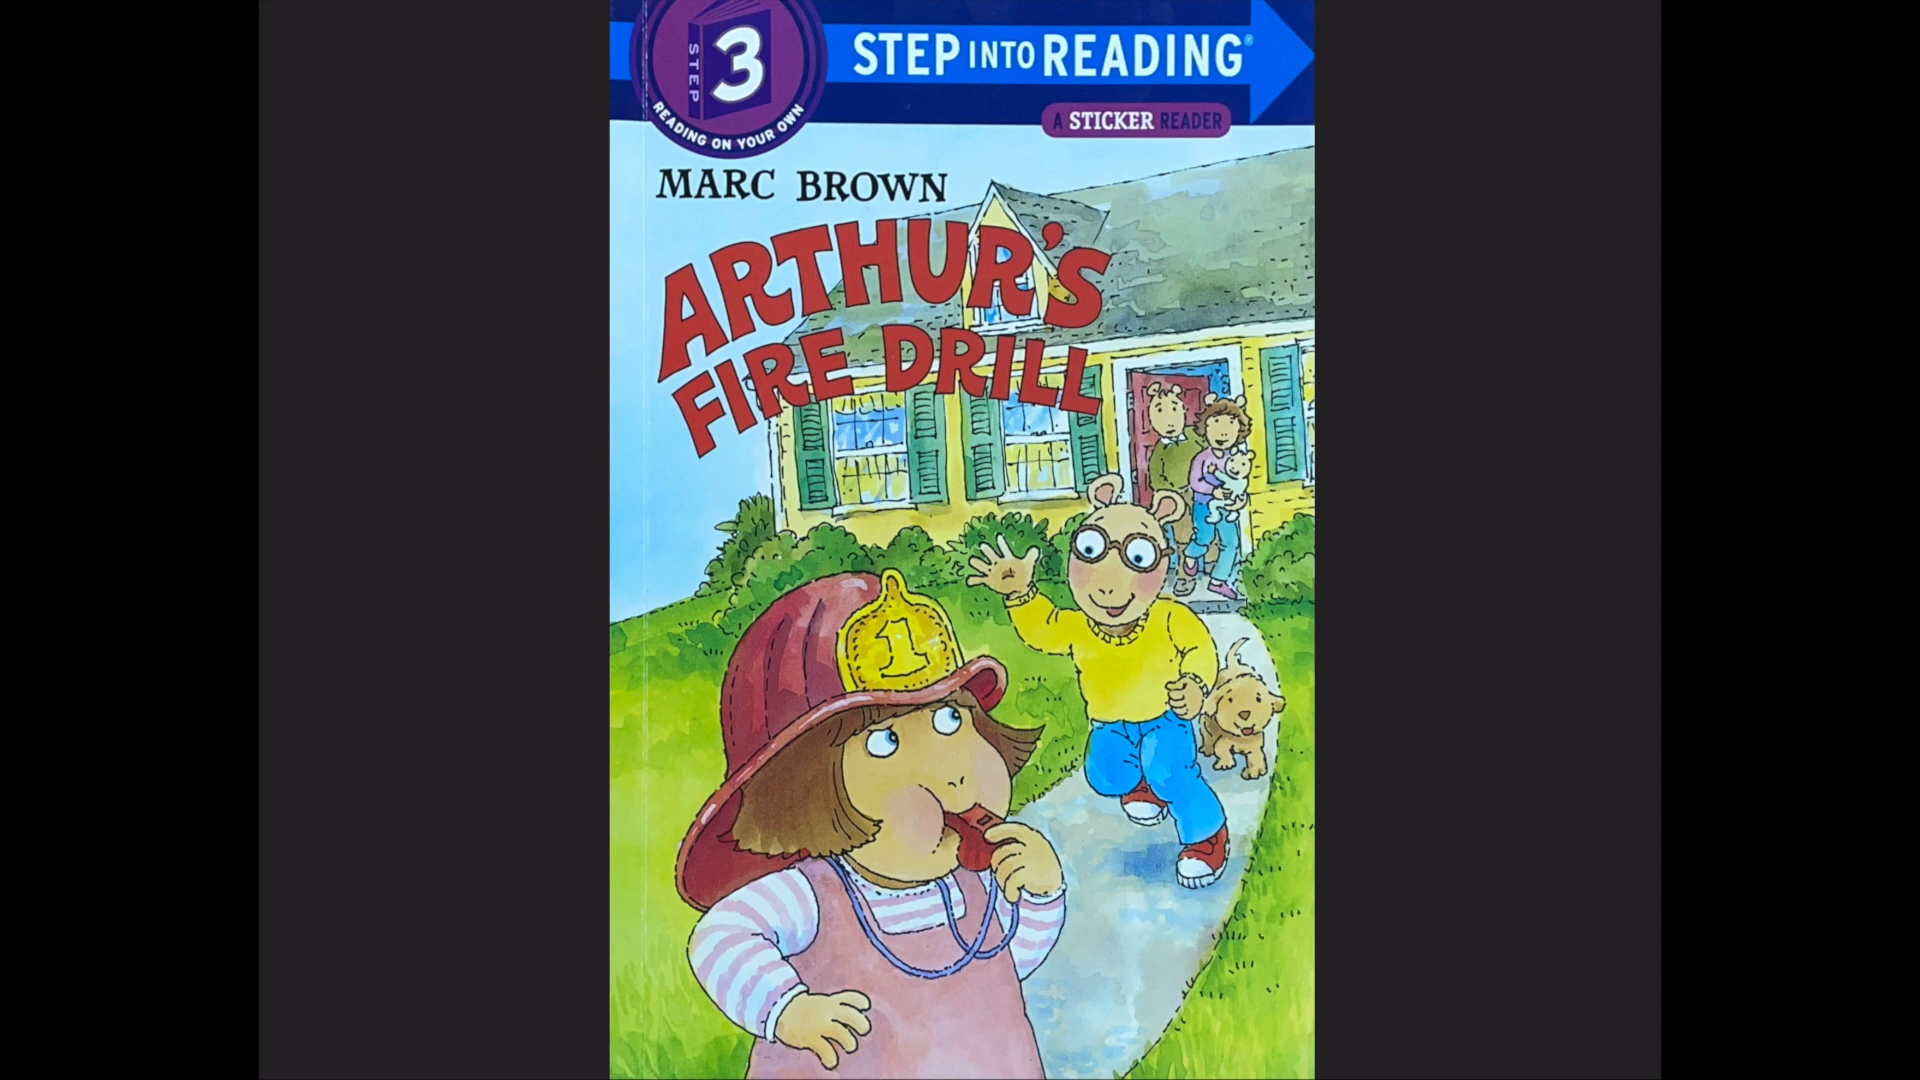 STEP 3
READING ON YOUR OWN
STEP INTO READING®
A STICKER READER
MARC BROWN
ARTHUR'S
FIRE DRILL
1